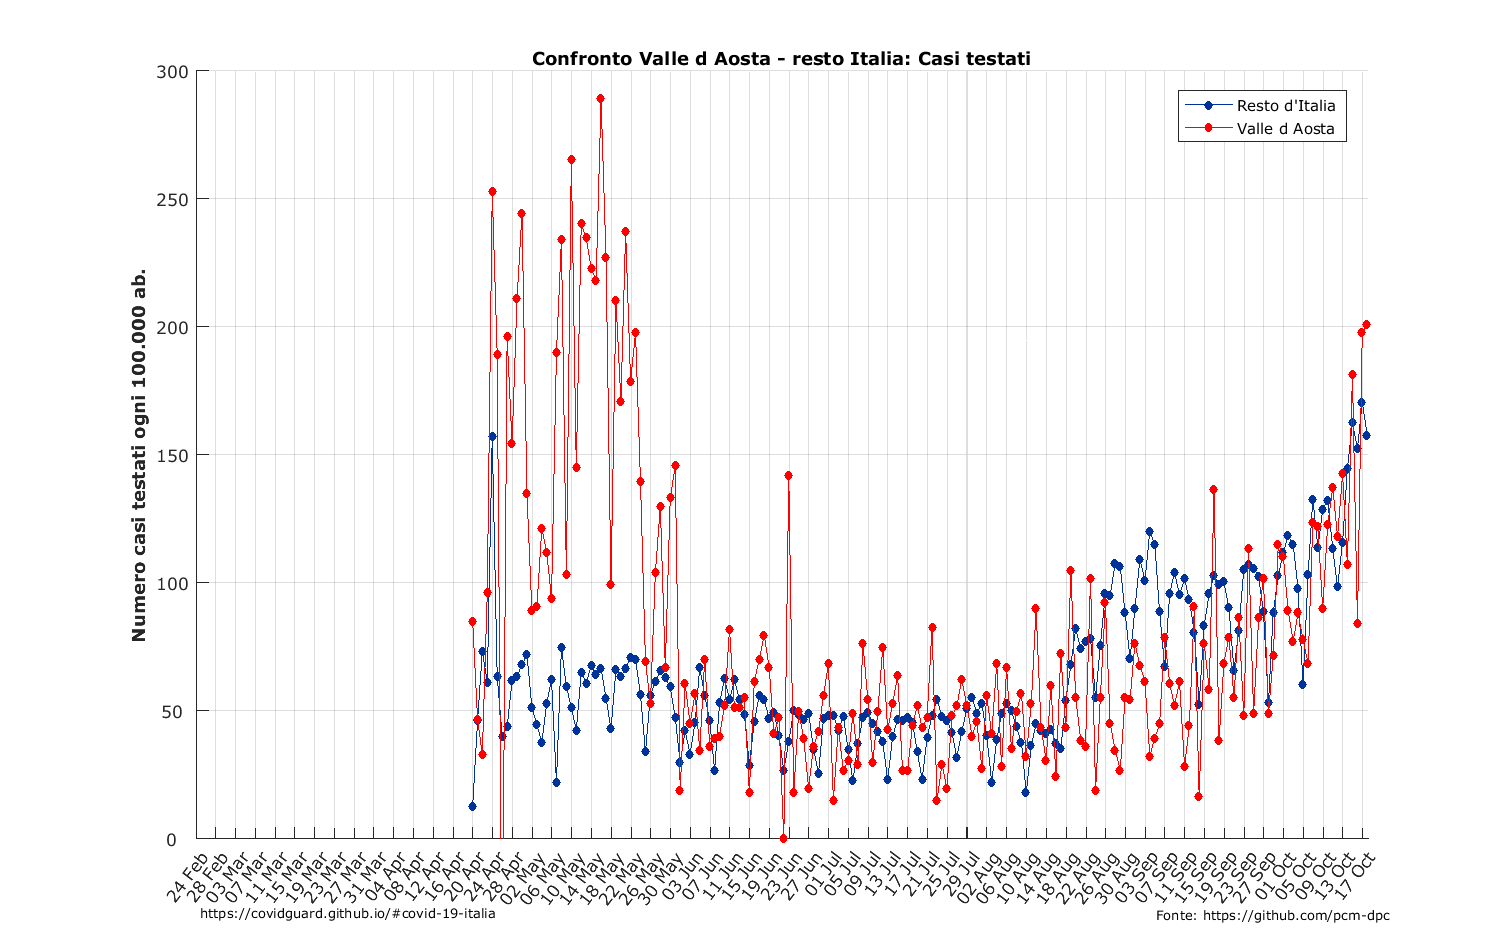 Confronto Valle d Aosta - resto Italia: Casi testati
Resto d'Italia
Valle d Aosta
Numero casi testati ogni 100.000 ab.
300
250
200
150
100
50
0
24 Feb
28 Feb
03 Mar
07 Mar
11 Mar
15 Mar
19 Mar
23 Mar
27 Mar
31 Mar
04 Apr
08 Apr
12 Apr
16 Apr
20 Apr
24 Apr
28 Apr
02 May
06 May
10 May
14 May
18 May
22 May
26 May
30 May
03 Jun
07 Jun
11 Jun
15 Jun
19 Jun
23 Jun
27 Jun
01 Jul
05 Jul
09 Jul
13 Jul
17 Jul
21 Jul
25 Jul
29 Jul
02 Aug
06 Aug
10 Aug
14 Aug
18 Aug
22 Aug
26 Aug
30 Aug
03 Sep
07 Sep
11 Sep
15 Sep
19 Sep
23 Sep
27 Sep
01 Oct
05 Oct
09 Oct
13 Oct
17 Oct
https://covidguard.github.io/#covid-19-italia
Fonte: https://github.com/pcm-dpc